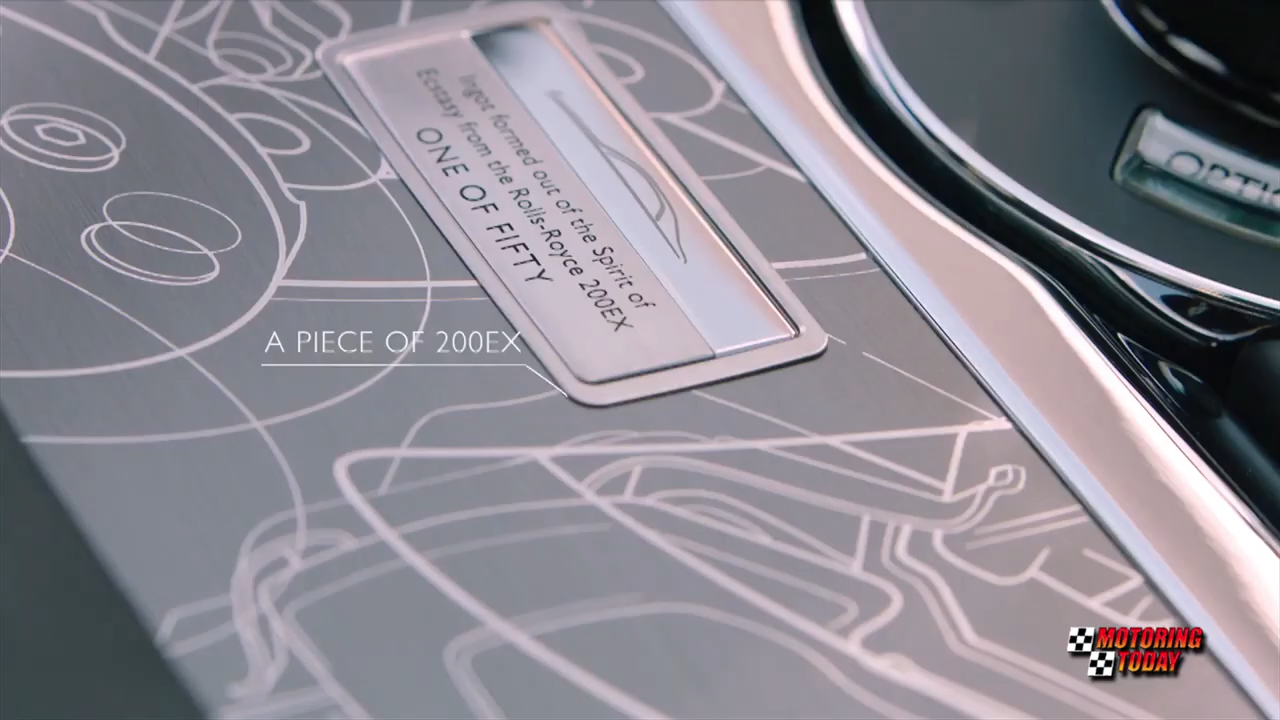 Ingot formed out of the Spirit of
Ecstasy from the Rolls-Royce 200EX
ONE OF FIFTY
A PIECE OF 200EX
MOTORING
TODAY